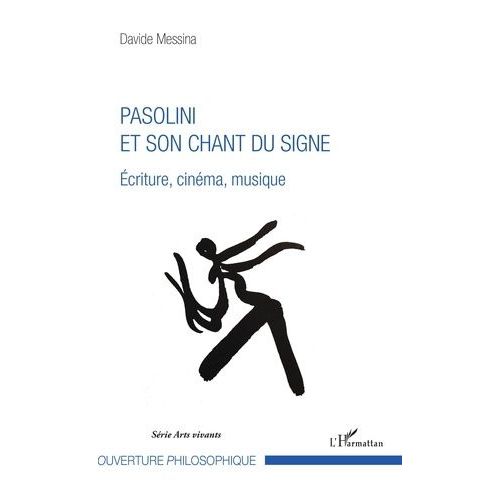 Davide Messina
PASOLINI
ET SON CHANT DU SIGNE
Écriture, cinéma, musique
Série Arts vivants
L'Harmattan
OUVERTURE PHILOSOPHIQUE